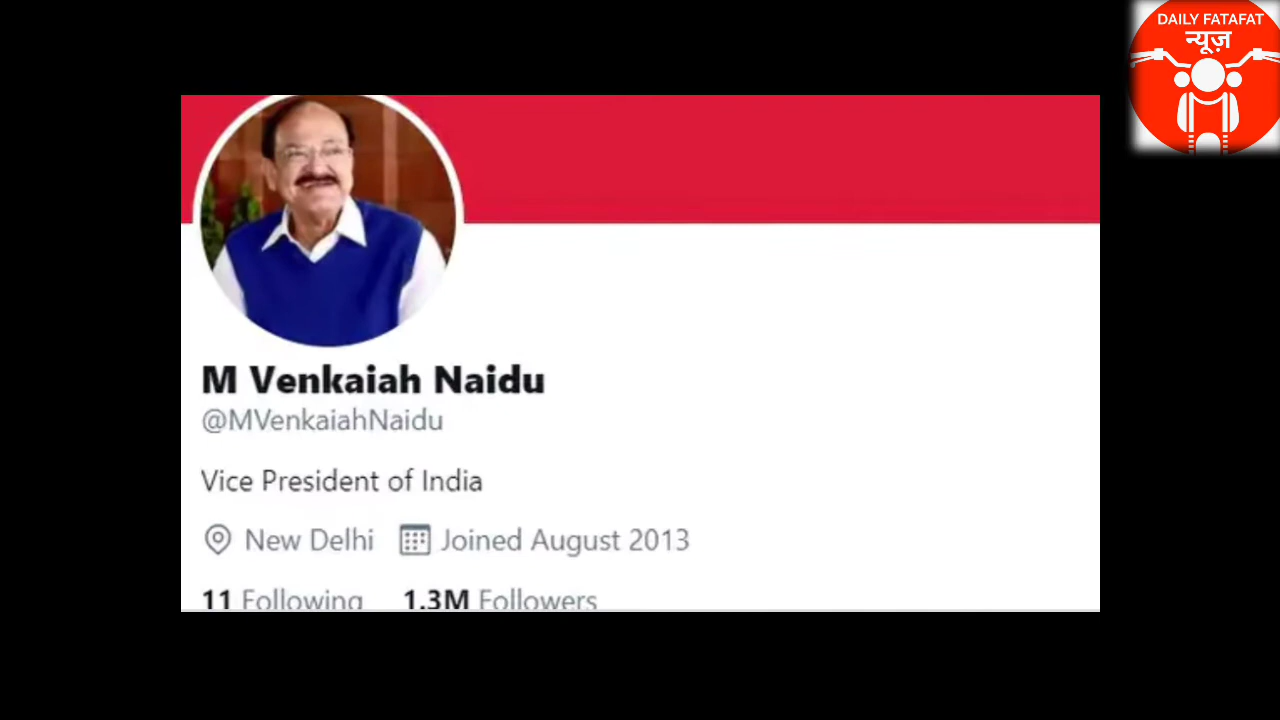 DAILY FATAFAT
न्यूज़
M Venkaiah Naidu
@MVenkaiahNaidu
Vice President of India
New Delhi Joined August 2013
11 Following 1.3M Followers